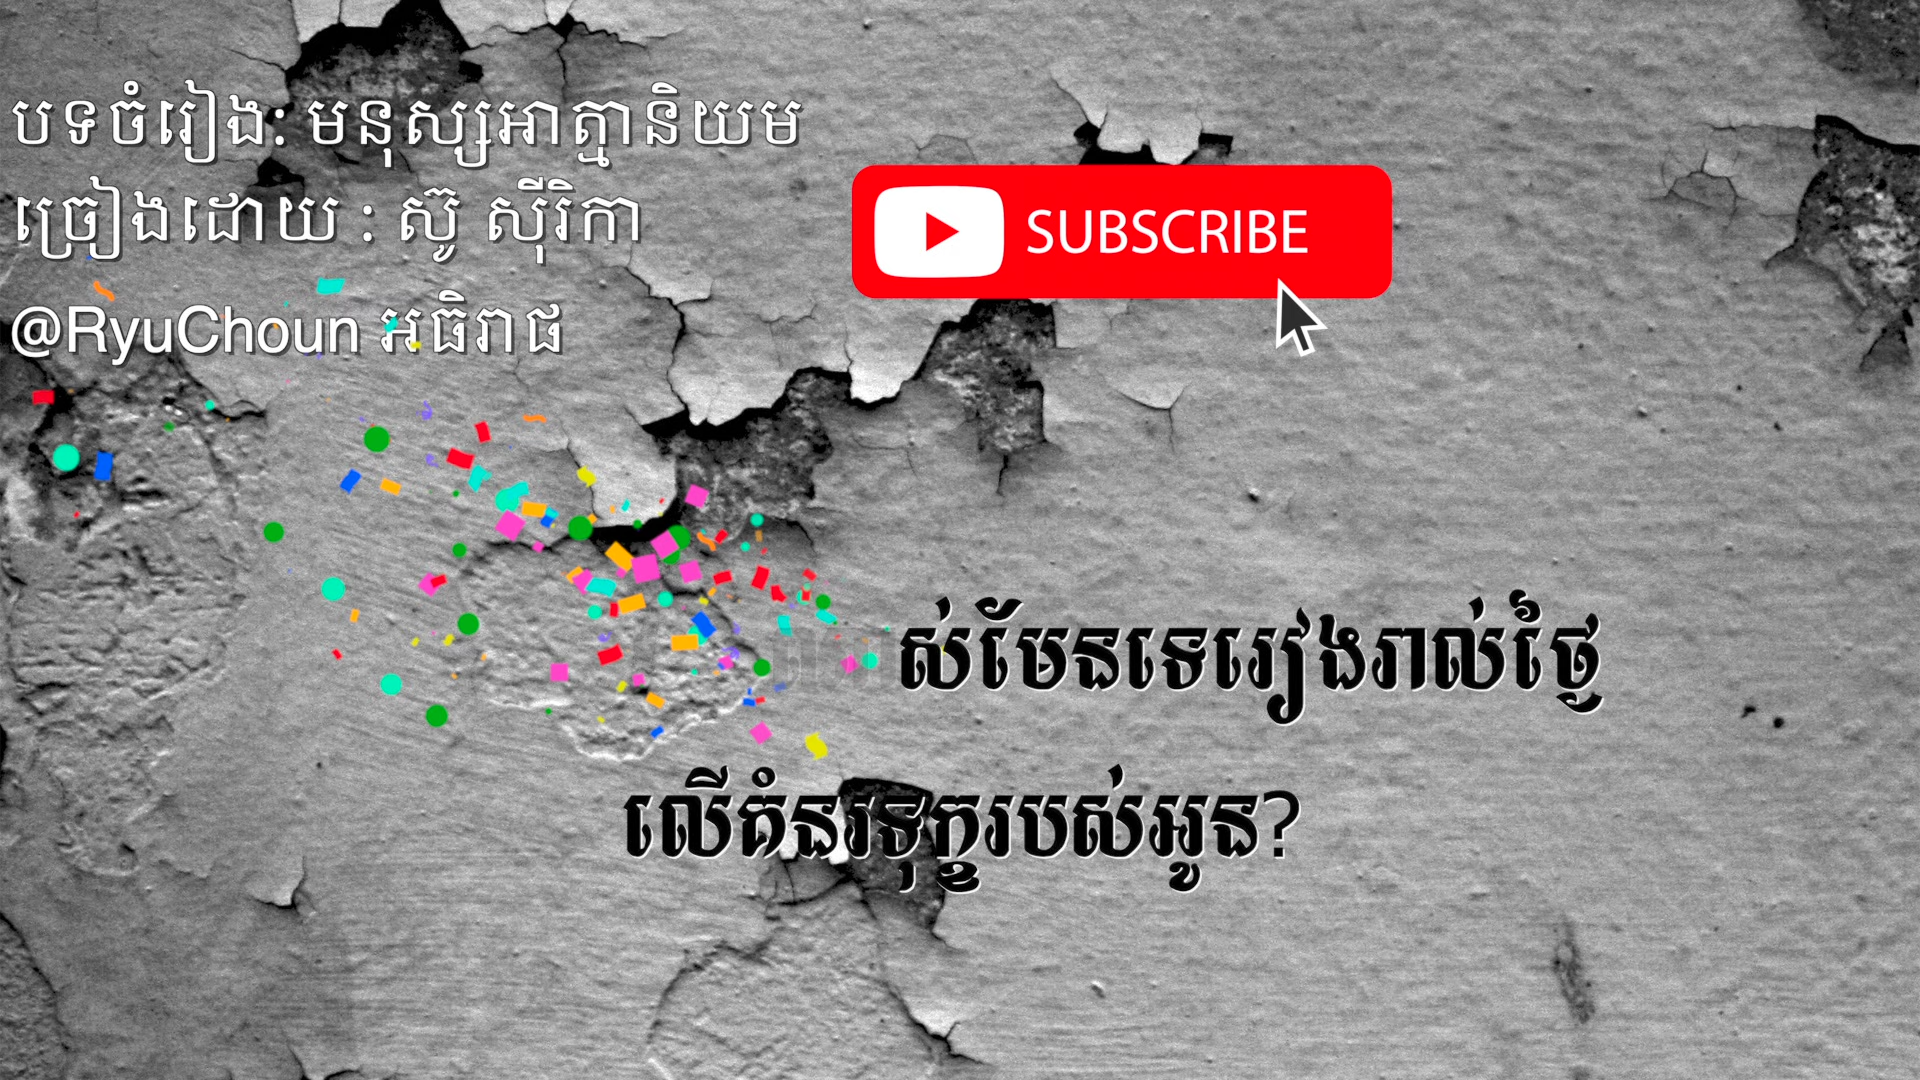 បទចំរៀង: មនុស្សអាត្មានិយម
ច្រៀងដោយ : ស៊ូ ស៊ីរិកា
@RyuChoun អធិរាជ
SUBSCRIBE
ស់មែនទេរៀងរាល់ថ្ងៃ
លើគំនរទុក្ខរបស់អូន?